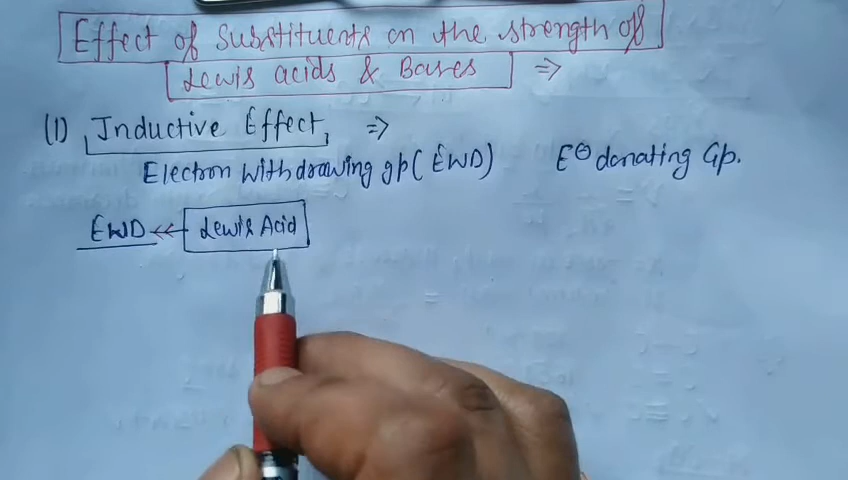 Effect of Substituents on the strength of
Lewis acids & Bases ⇒
(1) Inductive Effect, ⇒
Electron withdrawing gp (EWD) E⊖ donating Gp.
EWD ↞ Lewis Acid